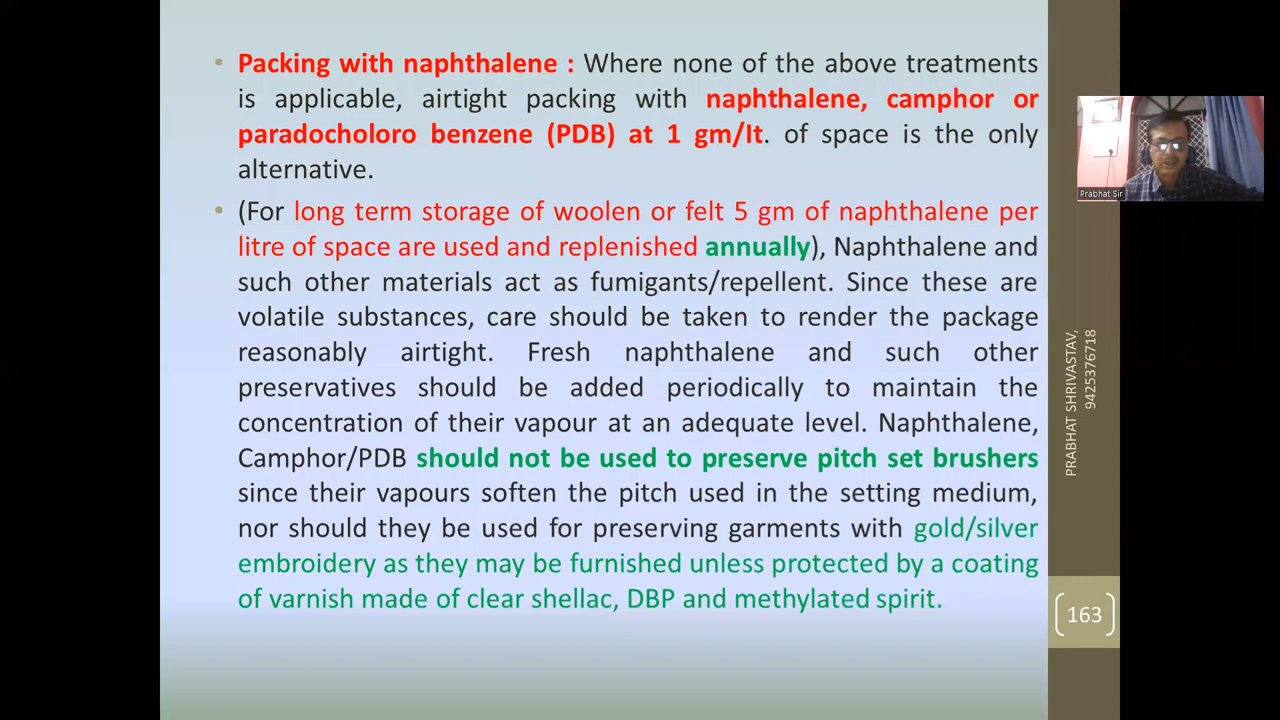 Packing with naphthalene : Where none of the above treatments
is applicable, airtight packing with naphthalene, camphor or
paradocholoro benzene (PDB) at 1 gm/It. of space is the only
alternative.
(For long term storage of woolen or felt 5 gm of naphthalene per
litre of space are used and replenished annually), Naphthalene and
such other materials act as fumigants/repellent. Since these are
volatile substances, care should be taken to render the package
reasonably airtight. Fresh naphthalene and such other
preservatives should be added periodically to maintain the
concentration of their vapour at an adequate level. Naphthalene,
Camphor/PDB should not be used to preserve pitch set brushers
since their vapours soften the pitch used in the setting medium,
nor should they be used for preserving garments with gold/silver
embroidery as they may be furnished unless protected by a coating
of varnish made of clear shellac, DBP and methylated spirit.
Prabhat Sir
PRABHAT SHRIVASTAV,
9425376718
163